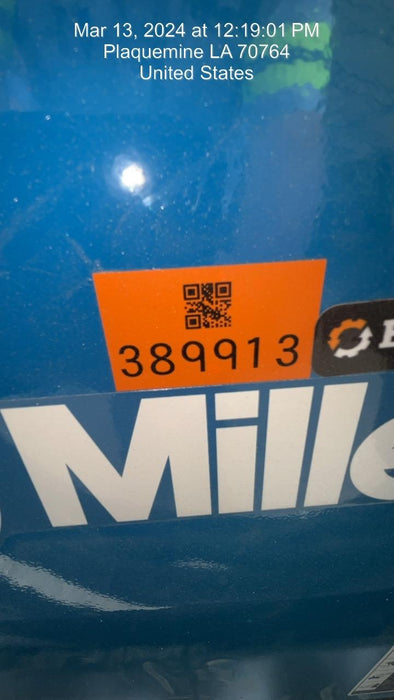 Mar 13, 2024 at 12:19:01 PM
Plaquemine LA 70764
United States
389913
Mille